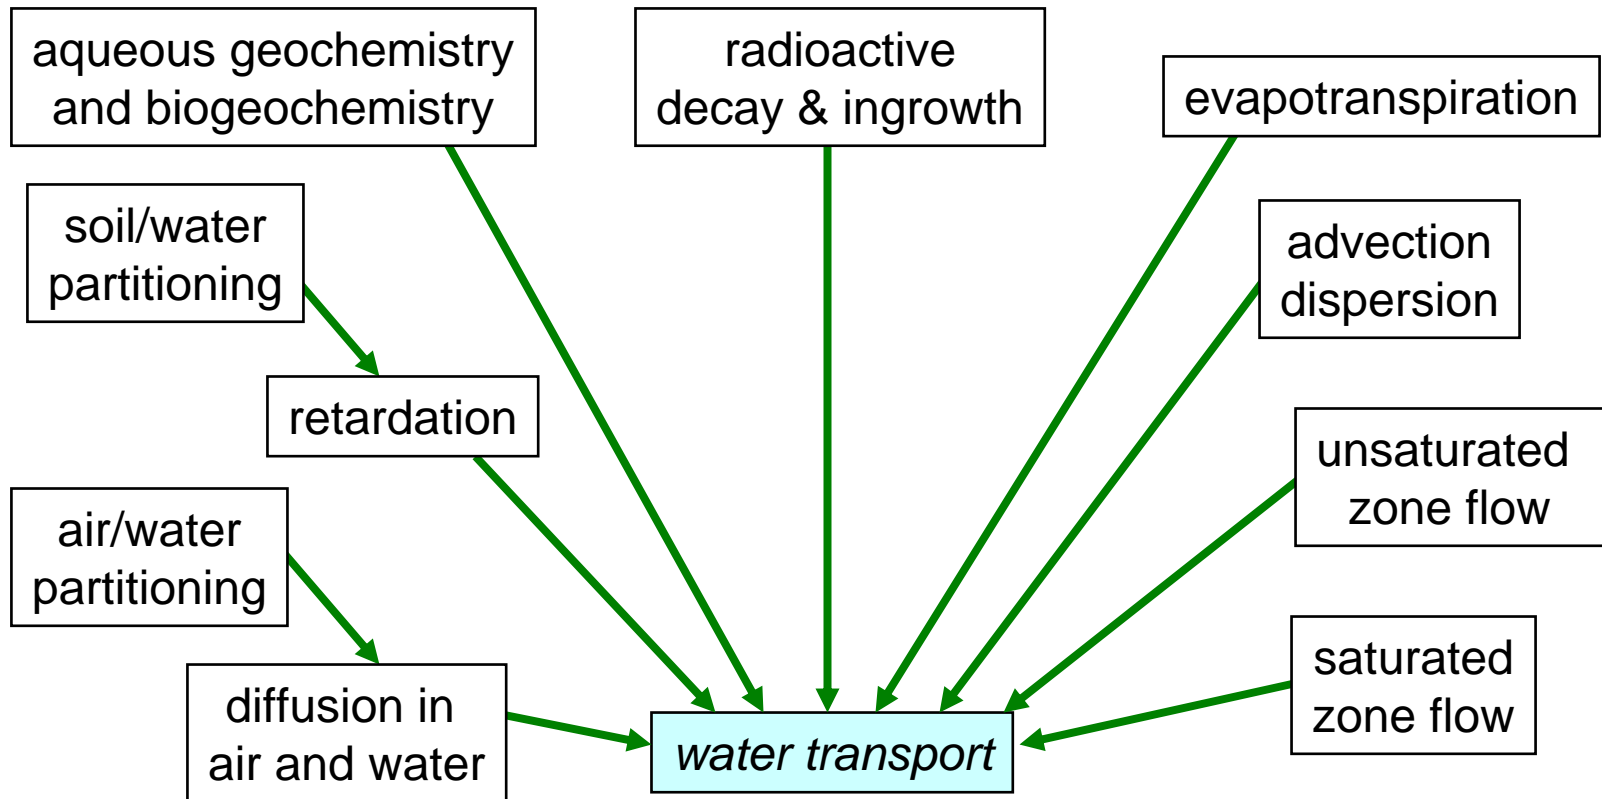 aqueous geochemistry
and biogeochemistry
radioactive
decay & ingrowth
evapotranspiration
soil/water
partitioning
advection
dispersion
retardation
unsaturated
zone flow
air/water
partitioning
saturated
zone flow
diffusion in
air and water
water transport